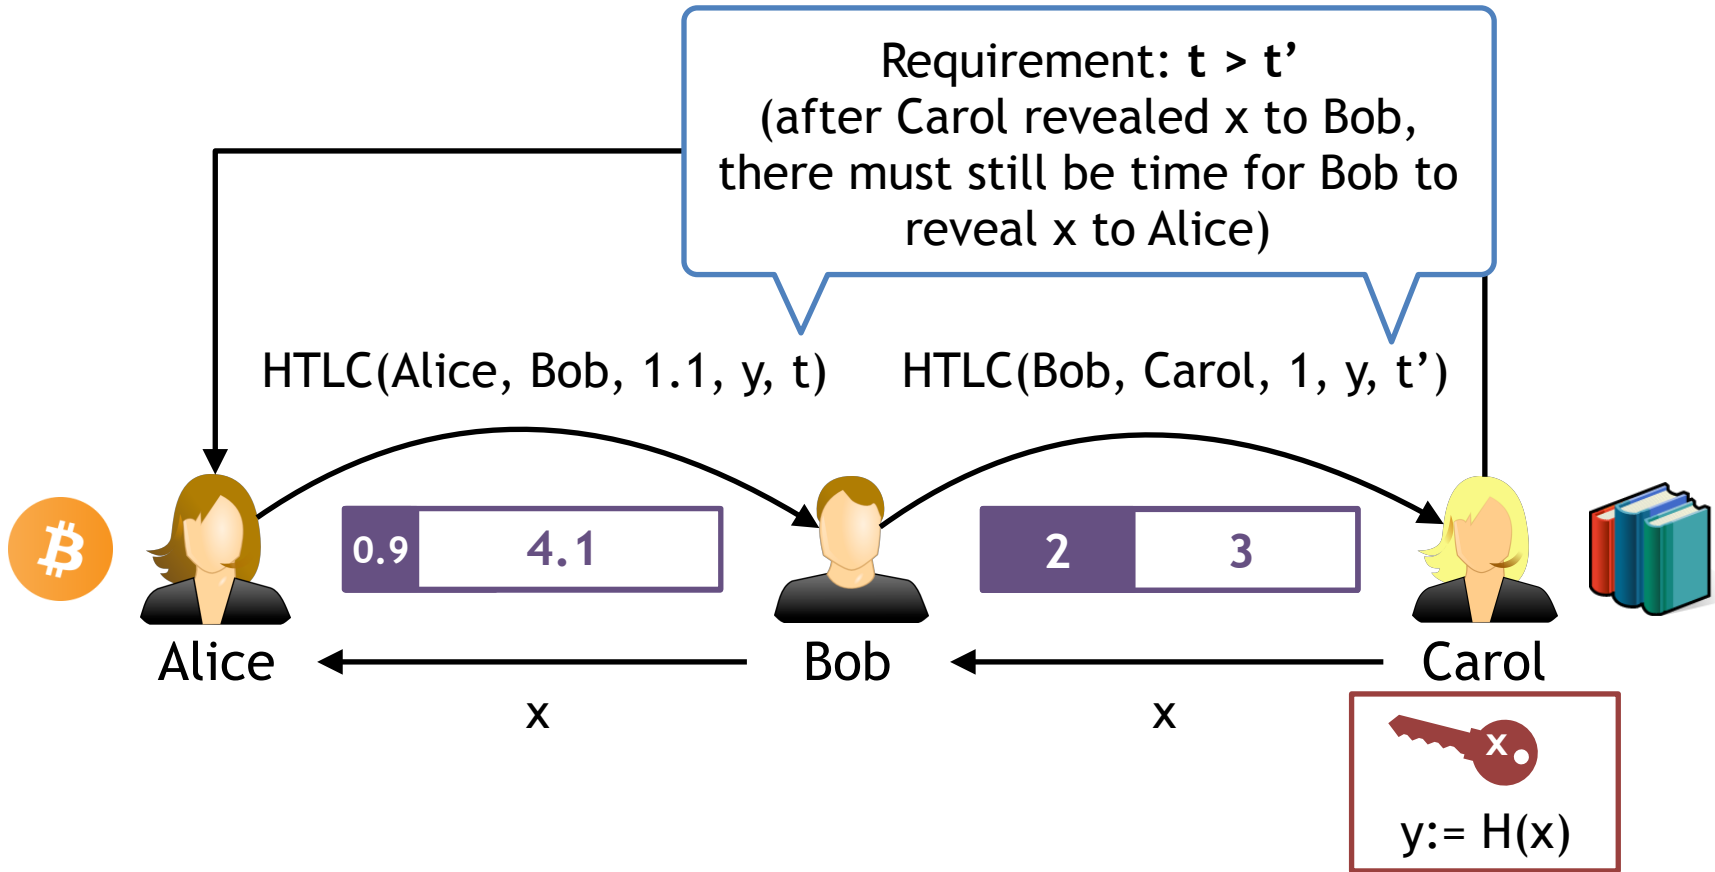 Requirement: t > t’
(after Carol revealed x to Bob,
there must still be time for Bob to
reveal x to Alice)
HTLC(Alice, Bob, 1.1, y, t)
HTLC(Bob, Carol, 1, y, t’)
₿
0.9
4.1
2
3
Alice
Bob
Carol
x
x
x
y:= H(x)